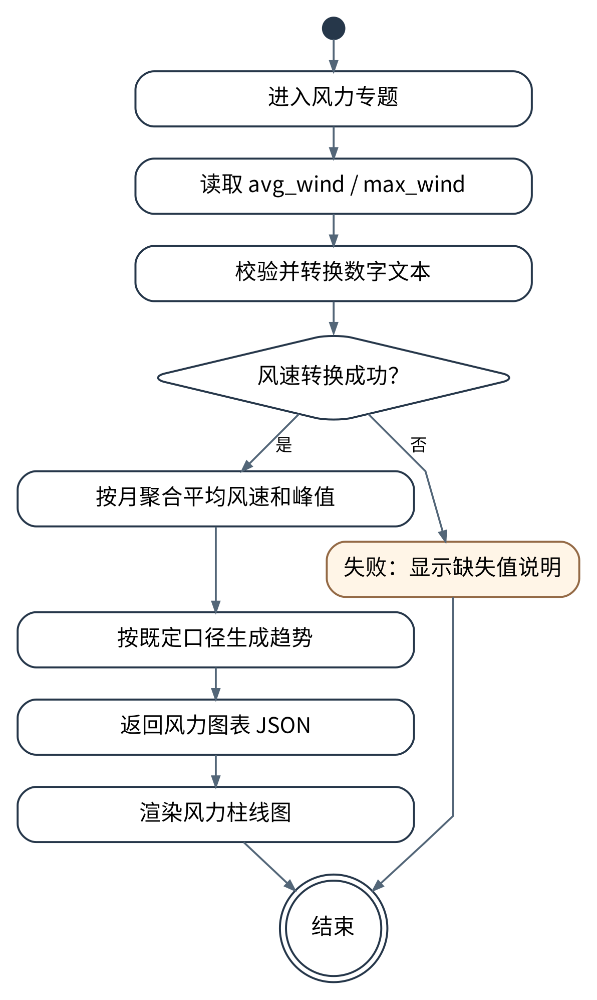 进入风力专题
读取 avg_wind / max_wind
校验并转换数字文本
风速转换成功？
是
否
按月聚合平均风速和峰值
失败：显示缺失值说明
按既定口径生成趋势
返回风力图表 JSON
渲染风力柱线图
结束